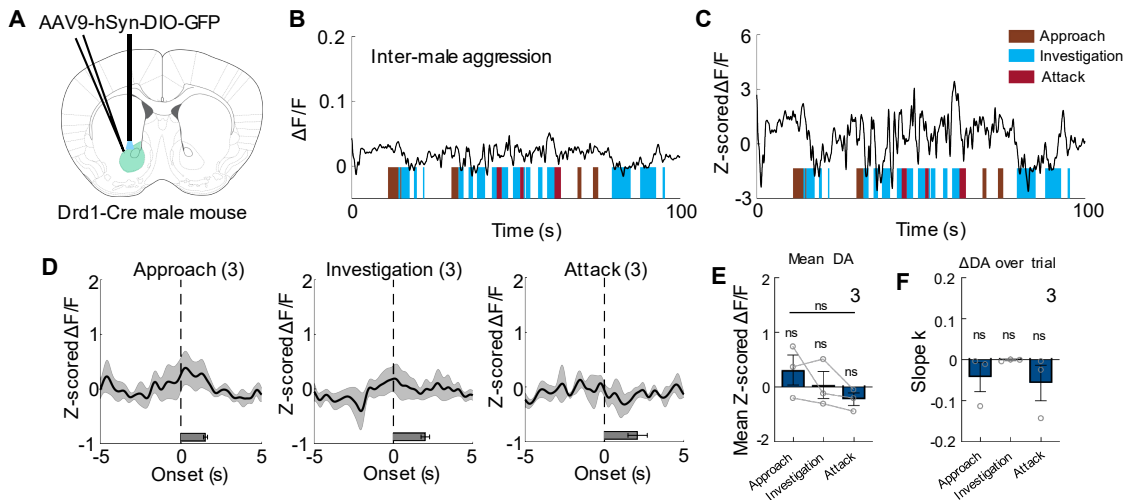 A
AAV9-hSyn-DIO-GFP
Drd1-Cre male mouse
B
Inter-male aggression
ΔF/F
0.2
0.1
0
-0.1
0
100
Time (s)
C
Approach
Investigation
Attack
Z-scored ΔF/F
6
3
0
-3
0
100
Time (s)
D
Approach (3)
Z-scored ΔF/F
2
1
0
-1
-5
0
5
Onset (s)
Investigation (3)
Z-scored ΔF/F
2
1
0
-1
-5
0
5
Onset (s)
Attack (3)
Z-scored ΔF/F
2
1
0
-1
-5
0
5
Onset (s)
E
Mean DA
3
ns
ns
ns
ns
Mean Z-scored ΔF/F
2
1
0
-2
Approach
Investigation
Attack
F
ΔDA over trial
3
ns
ns
ns
Slope k
0.2
0.1
0
-0.1
-0.2
Approach
Investigation
Attack